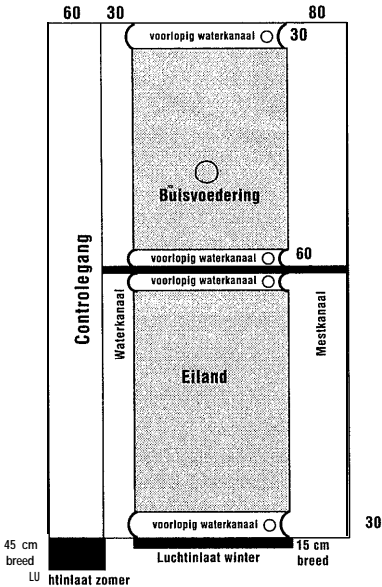 60 30 80
voorlopig waterkanaal 30
Buisvoedering
voorlopig waterkanaal 60
voorlopig waterkanaal
Controlegang
Waterkanaal
Mestkanaal
Eiland
voorlopig waterkanaal 30
45 cm
breed
Luchtinlaat winter
15 cm
breed
LU htinlaat zomer